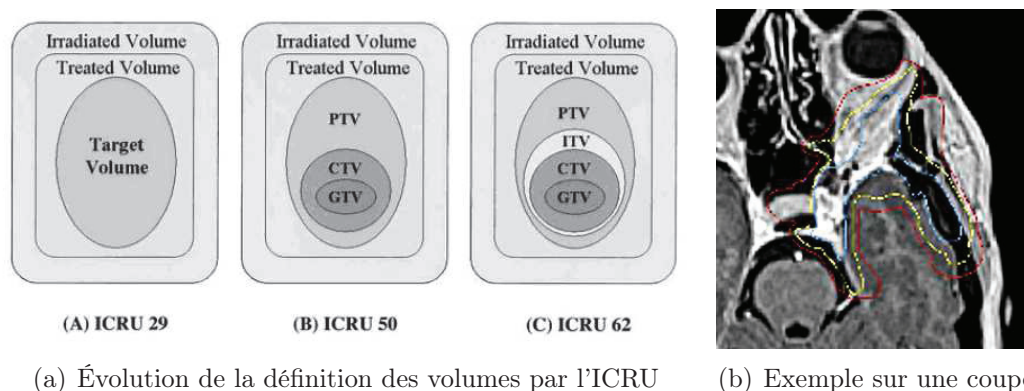 Irradiated Volume
Treated Volume
Target
Volume
(A) ICRU 29
Irradiated Volume
Treated Volume
PTV
CTV
GTV
(B) ICRU 50
Irradiated Volume
Treated Volume
PTV
ITV
CTV
GTV
(C) ICRU 62
(a) Évolution de la définition des volumes par l'ICRU
(b) Exemple sur une coupe